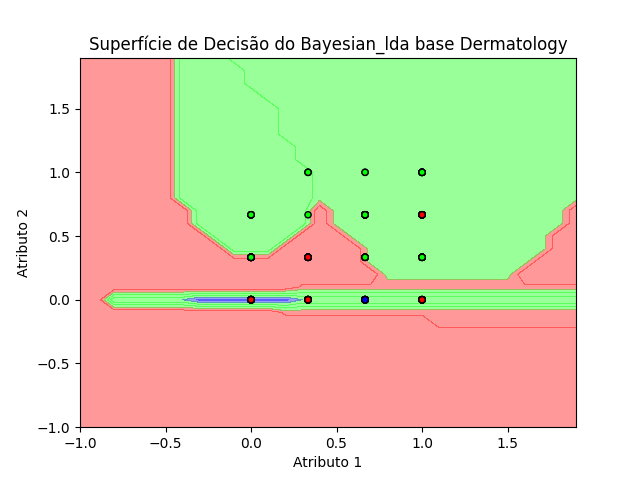 Superfície de Decisão do Bayesian_lda base Dermatology
Atributo 2
1.5
1.0
0.5
0.0
−0.5
−1.0
−1.0 −0.5 0.0 0.5 1.0 1.5
Atributo 1